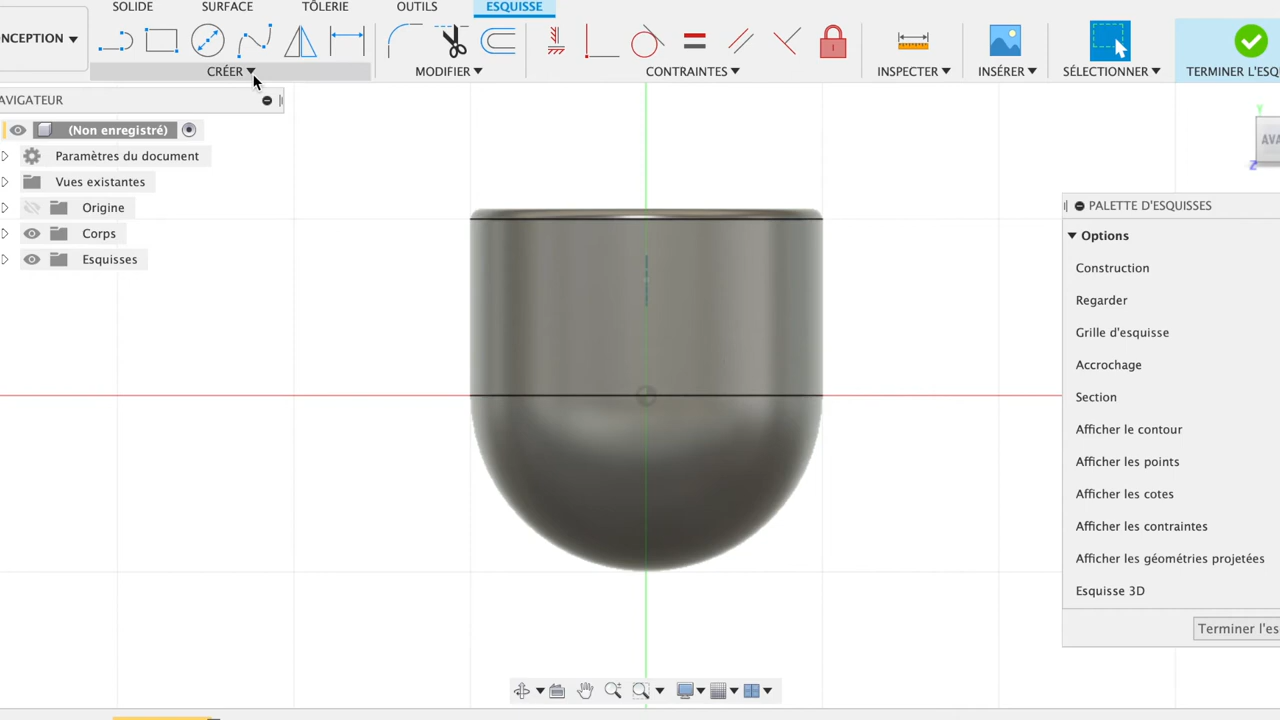 SOLIDE SURFACE TÔLERIE OUTILS ESQUISSE
ONCEPTION
CRÉER MODIFIER CONTRAINTES INSPECTER INSÉRER SÉLECTIONNER TERMINER L'ESQ
AVIGATEUR
(Non enregistré)
Paramètres du document
Vues existantes
Origine
Corps
Esquisses
Y
AVA
Z
PALETTE D'ESQUISSES
Options
Construction
Regarder
Grille d'esquisse
Accrochage
Section
Afficher le contour
Afficher les points
Afficher les cotes
Afficher les contraintes
Afficher les géométries projetées
Esquisse 3D
Terminer l'es